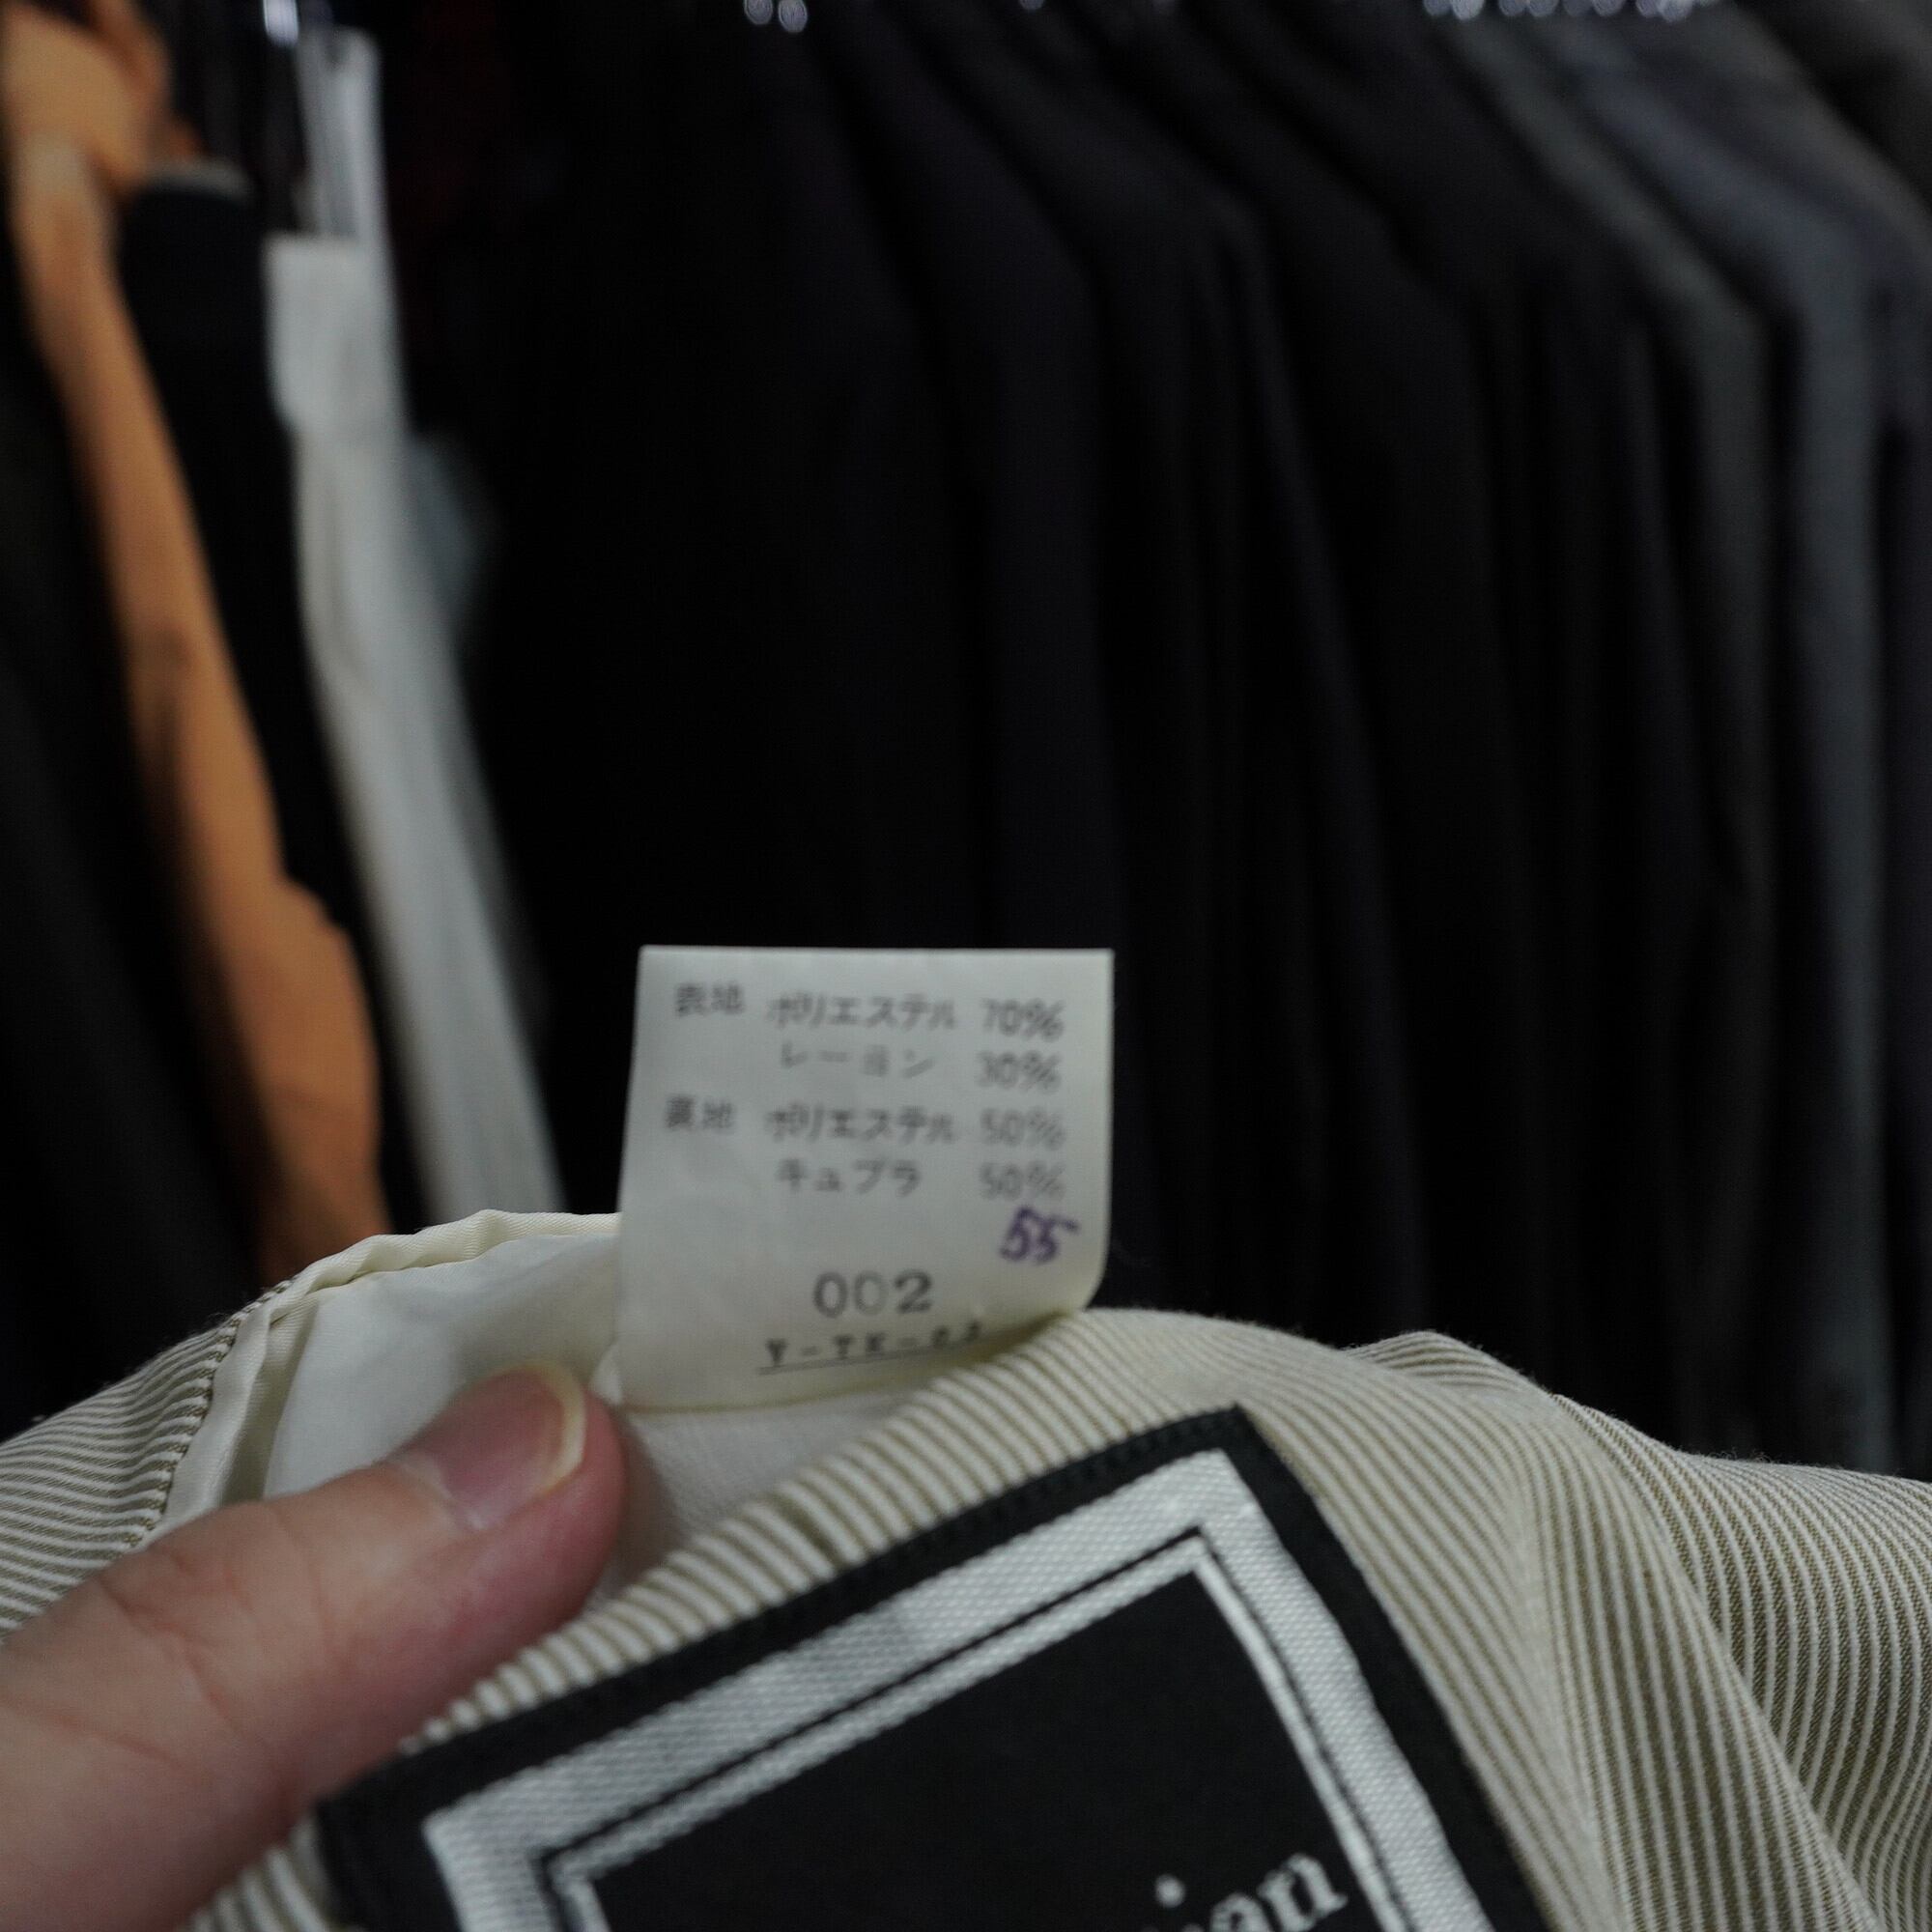 表地 ポリエステル 70%
レーヨン 30%
裏地 ポリエステル 50%
キュプラ 50%
55
002